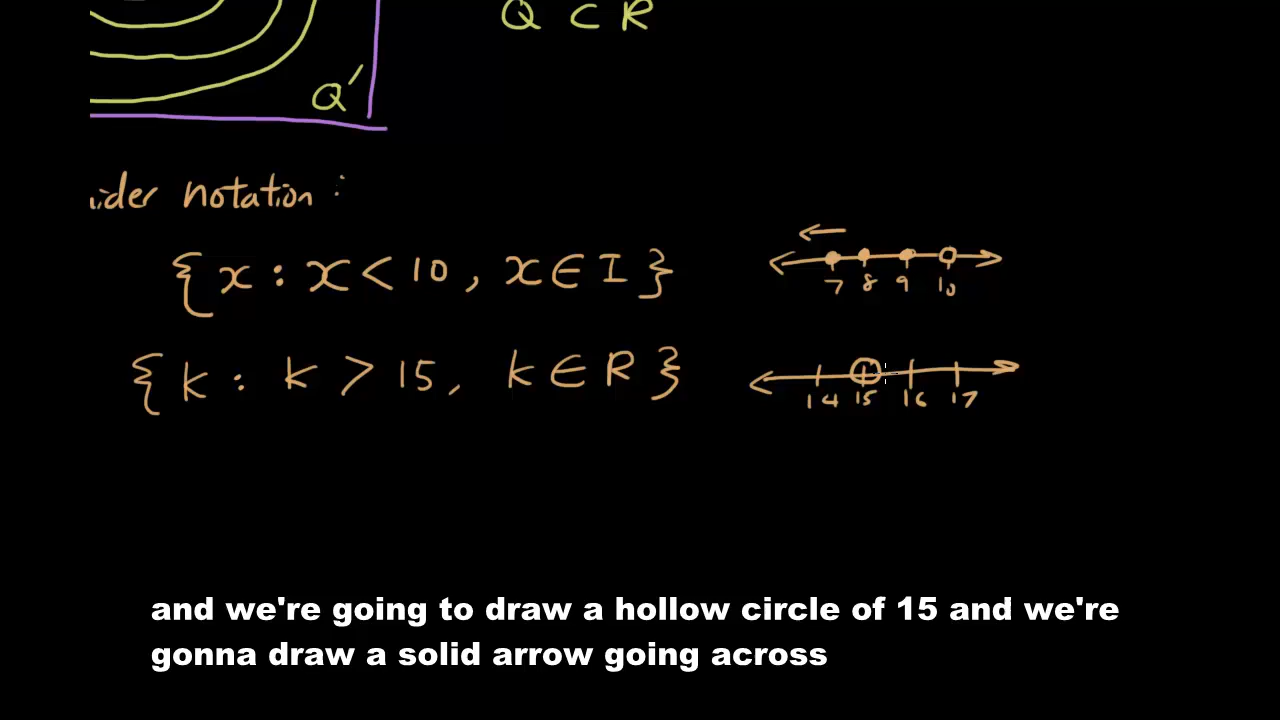 Q ⊂ R
Q'
notation :
{ x : x < 10 , x ∈ I }
7 8 9 10
{ k : k > 15 , k ∈ R }
14 15 16 17
and we're going to draw a hollow circle of 15 and we're
gonna draw a solid arrow going across